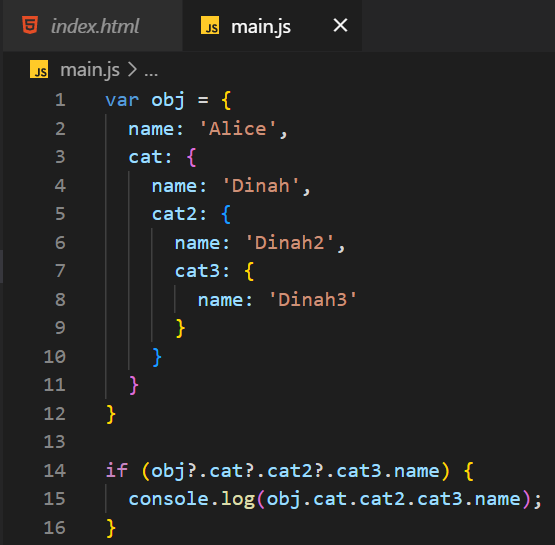 index.html
JS main.js ×
JS main.js > ...
1 var obj = {
2 name: 'Alice',
3 cat: {
4 name: 'Dinah',
5 cat2: {
6 name: 'Dinah2',
7 cat3: {
8 name: 'Dinah3'
9 }
10 }
11 }
12 }
13
14 if (obj?.cat?.cat2?.cat3.name) {
15 console.log(obj.cat.cat2.cat3.name);
16 }